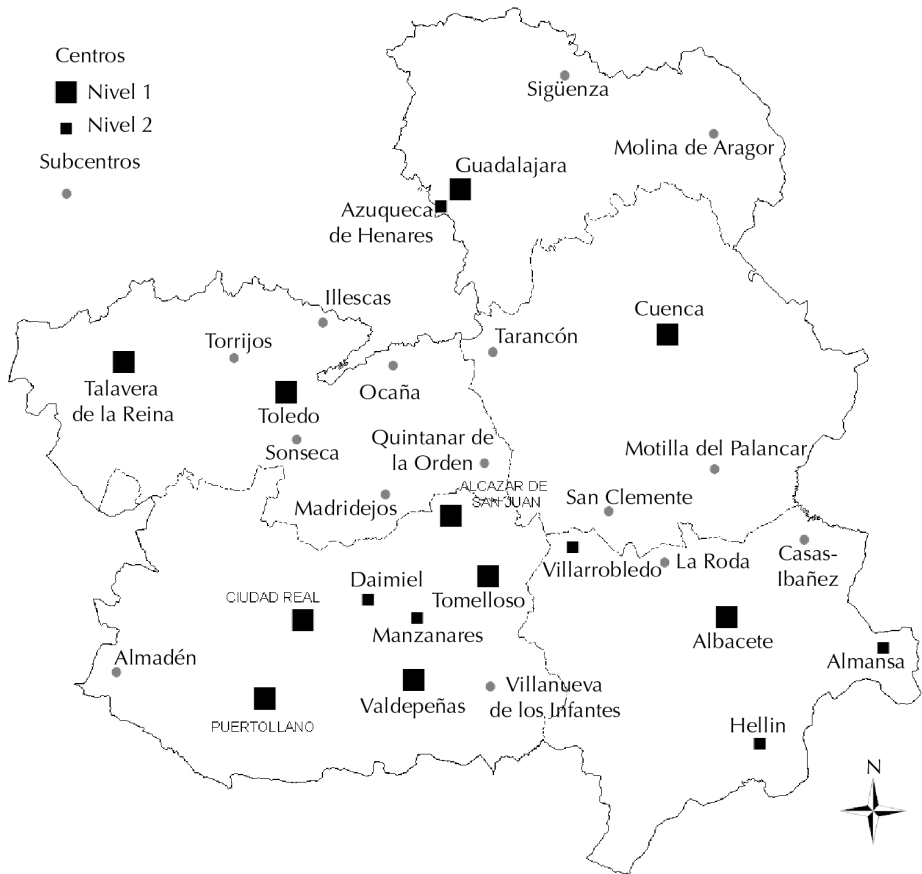 Centros
Nivel 1
Nivel 2
Subcentros
Sigüenza
Molina de Aragor
Guadalajara
Azuqueca
de Henares
Cuenca
Illescas
Tarancón
Torrijos
Talavera
de la Reina
Toledo
Ocaña
Sonseca
Quintanar de
la Orden
Motilla del Palancar
Madridejos
ALCAZAR DE
SAN JUAN
San Clemente
Villarrobledo
La Roda
Casas-
Ibañez
CIUDAD REAL
Daimiel
Tomelloso
Manzanares
Albacete
Almansa
Almadén
PUERTOLLANO
Valdepeñas
Villanueva
de los Infantes
Hellin
N